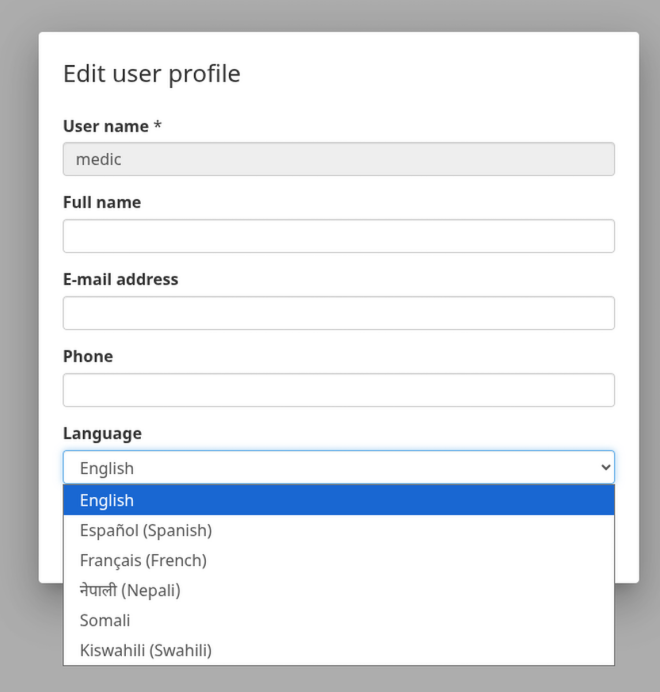 Edit user profile
User name *
medic
Full name
E-mail address
Phone
Language
English
English
Español (Spanish)
Français (French)
नेपाली (Nepali)
Somali
Kiswahili (Swahili)